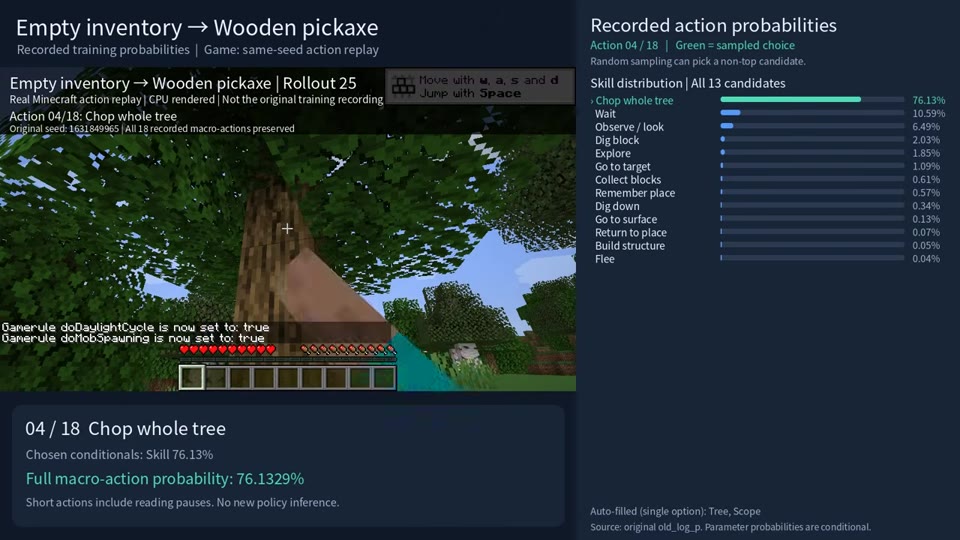 Empty inventory → Wooden pickaxe
Recorded training probabilities | Game: same-seed action replay
Empty inventory → Wooden pickaxe | Rollout 25
Real Minecraft action replay | CPU rendered | Not the original training recording
Action 04/18: Chop whole tree
Original seed: 1631849965 | All 18 recorded macro-actions preserved
Move with w, a, s and d
Jump with Space
Gamerule doDaylightCycle is now set to: true
Gamerule doMobSpawning is now set to: true
04 / 18 Chop whole tree
Chosen conditionals: Skill 76.13%
Full macro-action probability: 76.1329%
Short actions include reading pauses. No new policy inference.
Recorded action probabilities
Action 04 / 18 | Green = sampled choice
Random sampling can pick a non-top candidate.
Skill distribution | All 13 candidates
› Chop whole tree 76.13%
Wait 10.59%
Observe / look 6.49%
Dig block 2.03%
Explore 1.85%
Go to target 1.09%
Collect blocks 0.61%
Remember place 0.57%
Dig down 0.34%
Go to surface 0.13%
Return to place 0.07%
Build structure 0.05%
Flee 0.04%
Auto-filled (single option): Tree, Scope
Source: original old_log_p. Parameter probabilities are conditional.